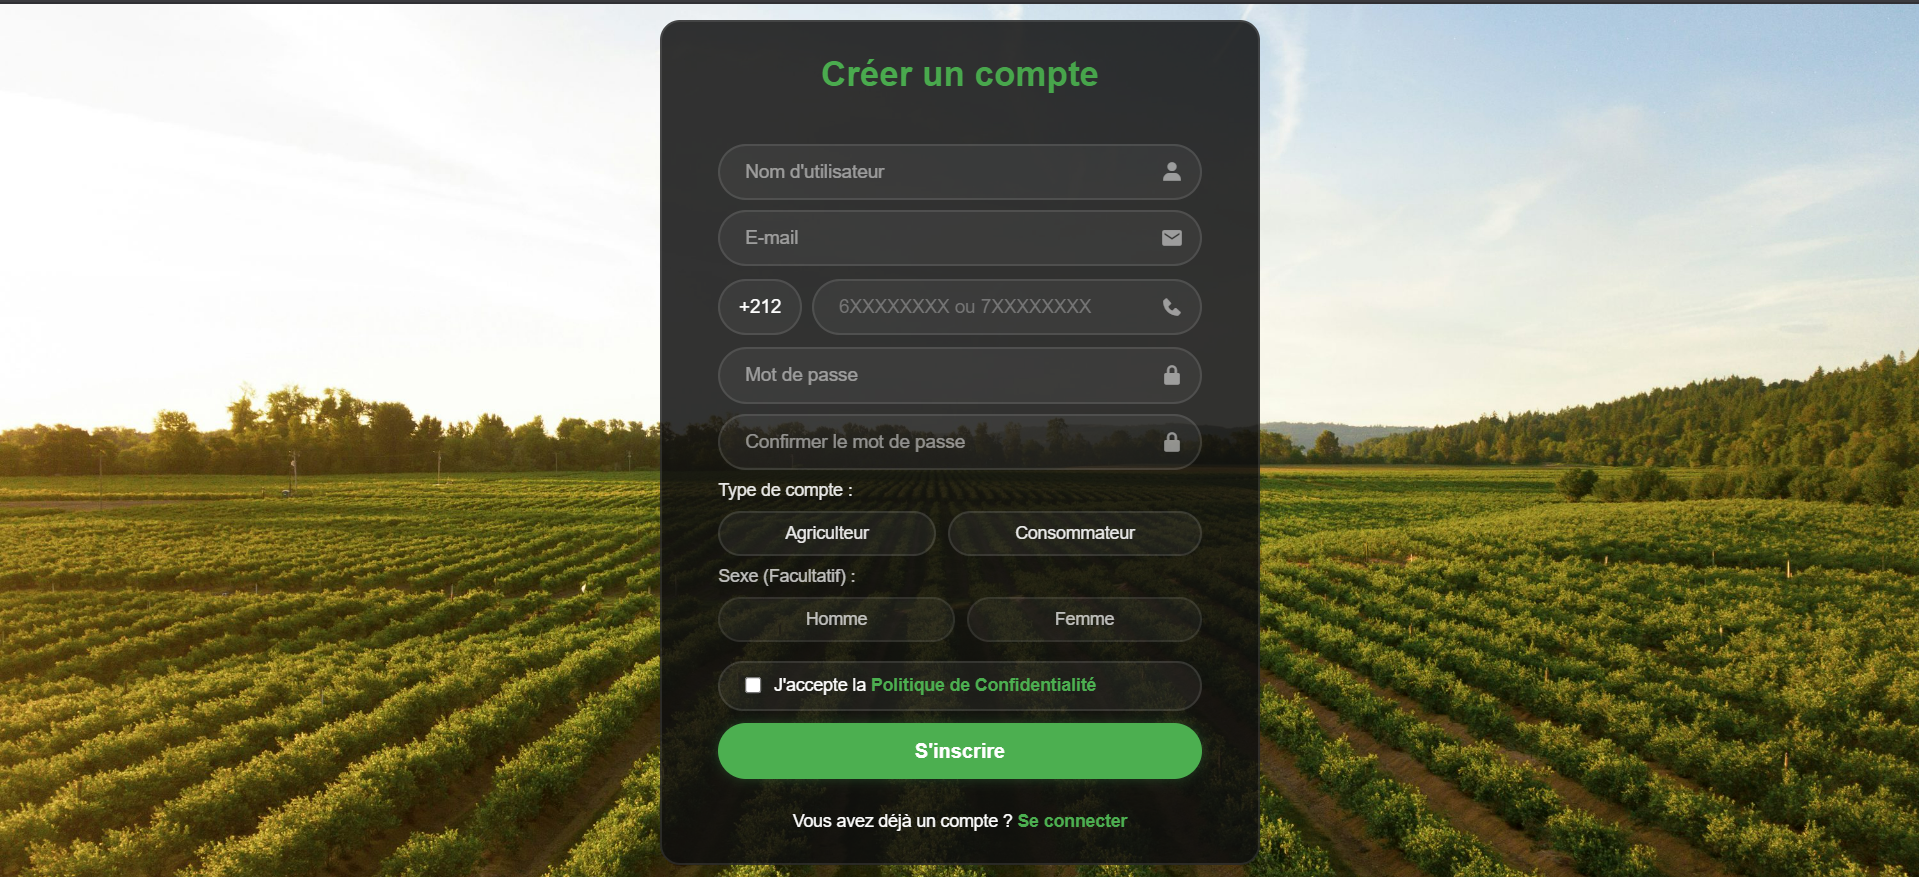 Créer un compte
Nom d'utilisateur
E-mail
+212 6XXXXXXXX ou 7XXXXXXXX
Mot de passe
Confirmer le mot de passe
Type de compte :
Agriculteur Consommateur
Sexe (Facultatif) :
Homme Femme
J'accepte la Politique de Confidentialité
S'inscrire
Vous avez déjà un compte ? Se connecter